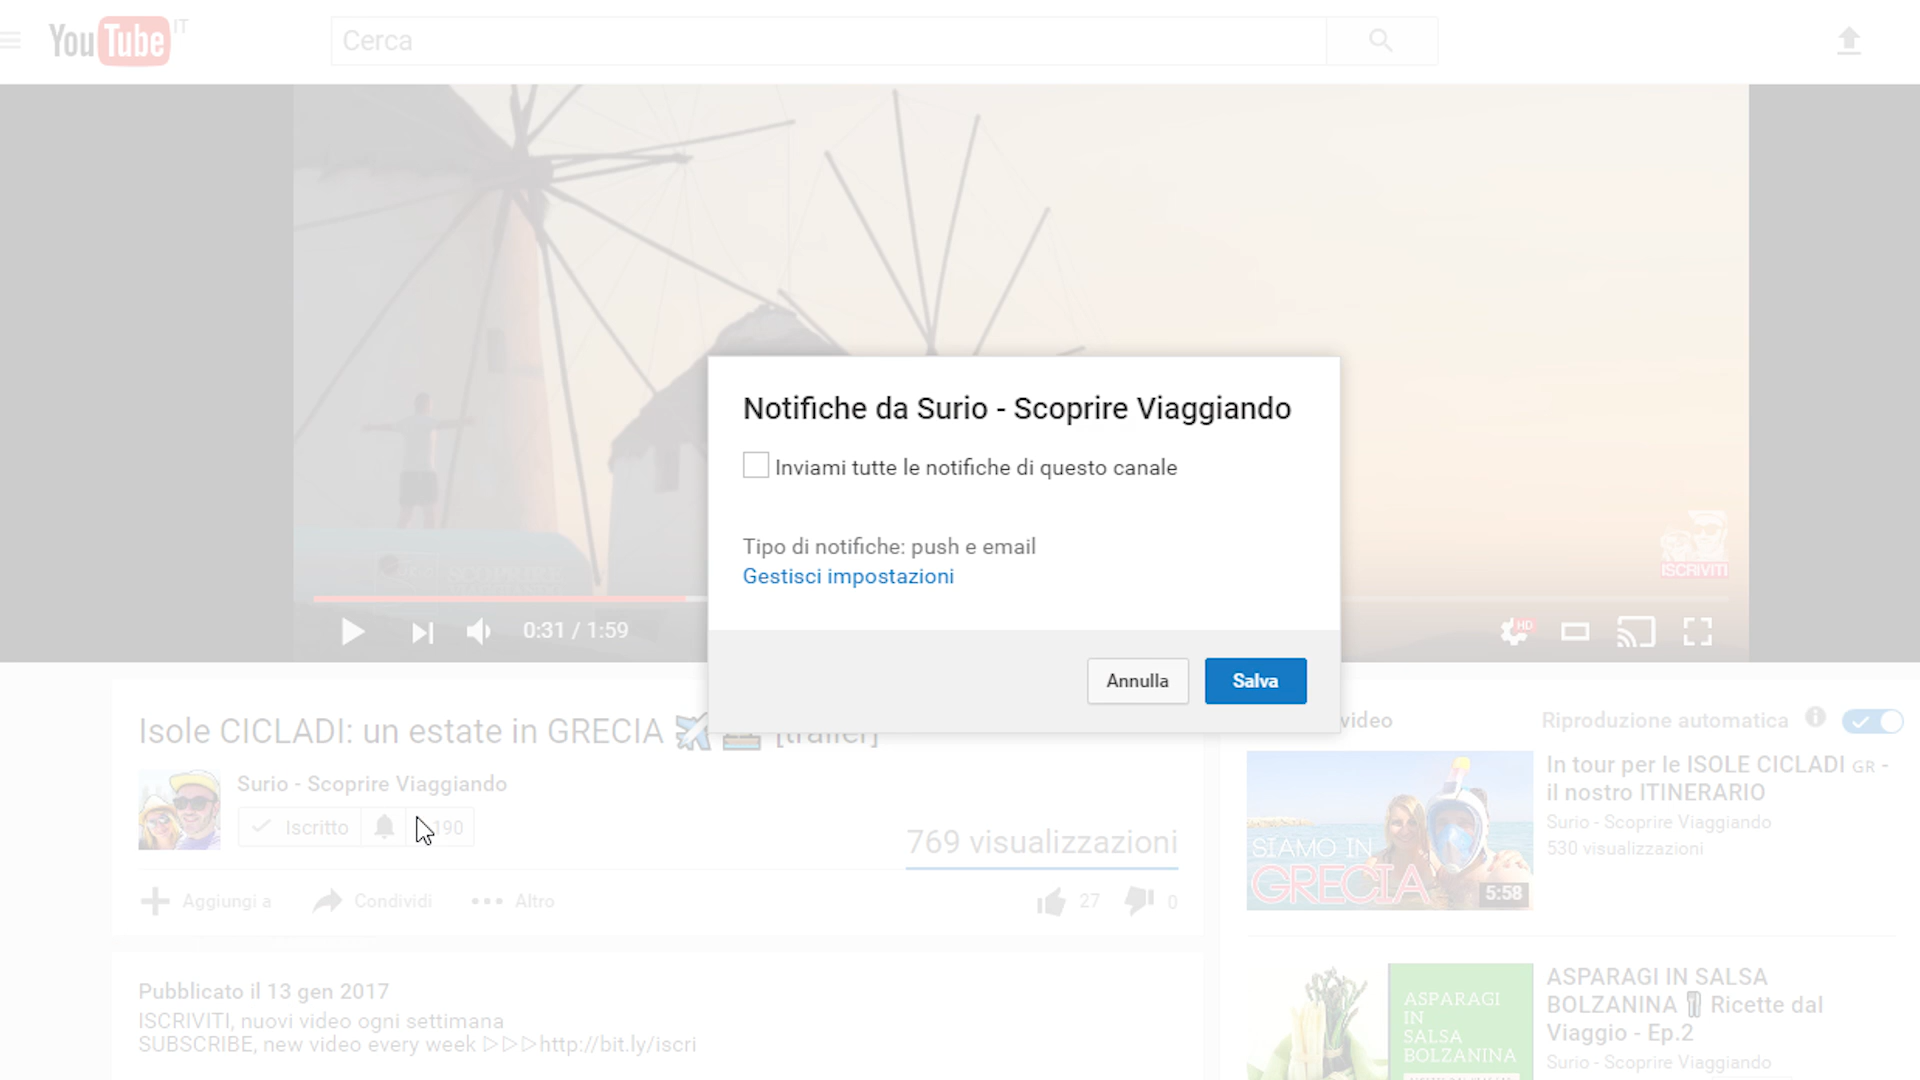 YouTube IT
Cerca
Notifiche da Surio - Scoprire Viaggiando
Inviami tutte le notifiche di questo canale
Tipo di notifiche: push e email
Gestisci impostazioni
ISCRIVITI
0:31 / 1:59
HD
Annulla
Salva
Isole CICLADI: un estate in GRECIA [trailer]
video
Riproduzione automatica
Surio - Scoprire Viaggiando
Iscritto
190
769 visualizzazioni
Aggiungi a
Condividi
Altro
27
0
Pubblicato il 13 gen 2017
ISCRIVITI, nuovi video ogni settimana
SUBSCRIBE, new video every week ▷▷▷http://bit.ly/iscri
SIAMO IN
GRECIA
5:58
In tour per le ISOLE CICLADI GR -
il nostro ITINERARIO
Surio - Scoprire Viaggiando
530 visualizzazioni
ASPARAGI
IN
SALSA
BOLZANINA
ASPARAGI IN SALSA
BOLZANINA 🍴 Ricette dal
Viaggio - Ep.2
Surio - Scoprire Viaggiando